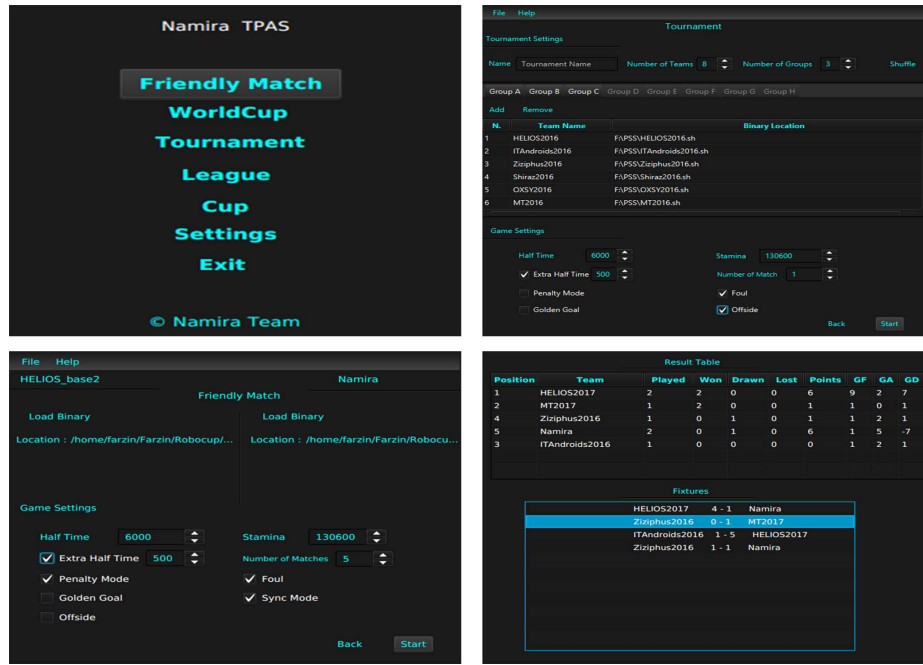 Namira TPAS
Friendly Match
WorldCup
Tournament
League
Cup
Settings
Exit
© Namira Team
File Help
Tournament
Tournament Settings
Name Tournament Name Number of Teams 8 Number of Groups 3 Shuffle
Group A Group B Group C Group D Group E Group F Group G Group H
Add Remove
N. Team Name Binary Location
1 HELIOS2016 F:\PSS\HELIOS2016.sh
2 ITAndroids2016 F:\PSS\ITAndroids2016.sh
3 Ziziphus2016 F:\PSS\Ziziphus2016.sh
4 Shiraz2016 F:\PSS\Shiraz2016.sh
5 OXSY2016 F:\PSS\OXSY2016.sh
6 MT2016 F:\PSS\MT2016.sh
Game Settings
Half Time 6000 Stamina 130600
Extra Half Time 500 Number of Match 1
Penalty Mode Foul
Golden Goal Offside
Back Start
File Help
HELIOS_base2 Namira
Friendly Match
Load Binary Load Binary
Location : /home/farzin/Farzin/Robocup/... Location : /home/farzin/Farzin/Robocu...
Game Settings
Half Time 6000 Stamina 130600
Extra Half Time 500 Number of Matches 5
Penalty Mode Foul
Golden Goal Sync Mode
Offside
Back Start
Result Table
Position Team Played Won Drawn Lost Points GF GA GD
1 HELIOS2017 2 2 0 0 6 9 2 7
2 MT2017 1 2 0 0 1 1 0 1
4 Ziziphus2016 1 0 1 0 1 1 2 1
5 Namira 2 0 1 0 6 1 5 -7
3 ITAndroids2016 1 0 0 0 0 1 2 1
Fixtures
HELIOS2017 4 - 1 Namira
Ziziphus2016 0 - 1 MT2017
ITAndroids2016 1 - 5 HELIOS2017
Ziziphus2016 1 - 1 Namira